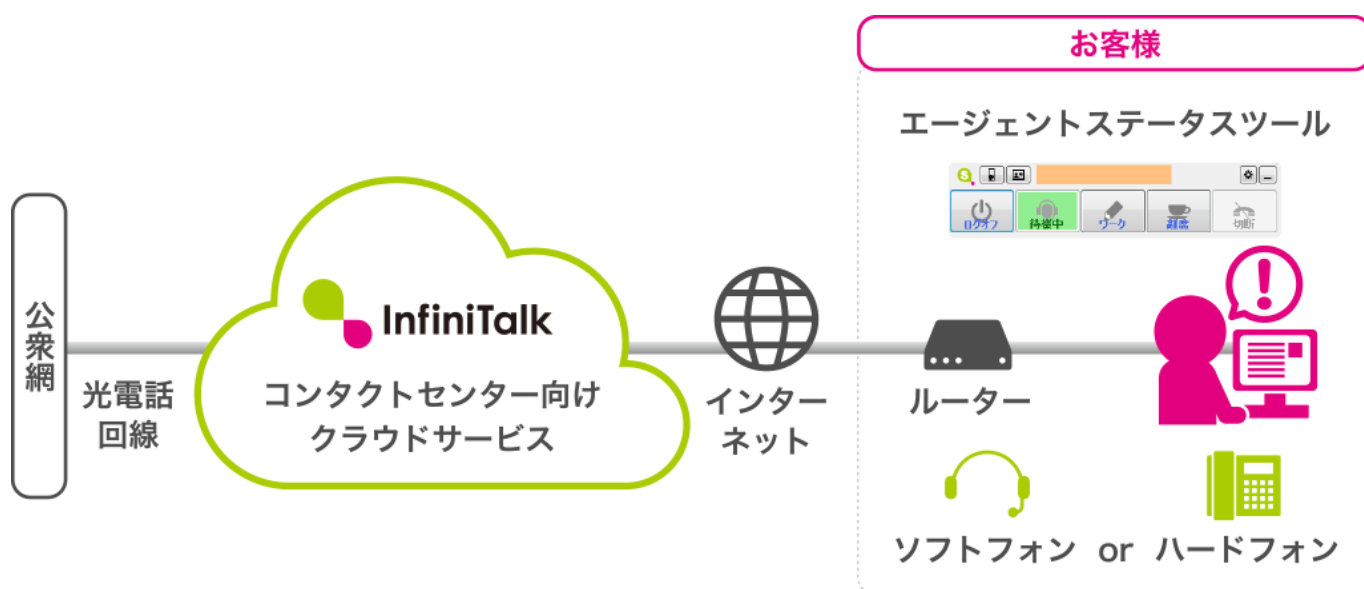 お客様
エージェントステータスツール
ログオフ
待機中
ワーク
離席
切断
公衆網
光電話
回線
InfiniTalk
コンタクトセンター向け
クラウドサービス
インター
ネット
ルーター
ソフトフォン or ハードフォン